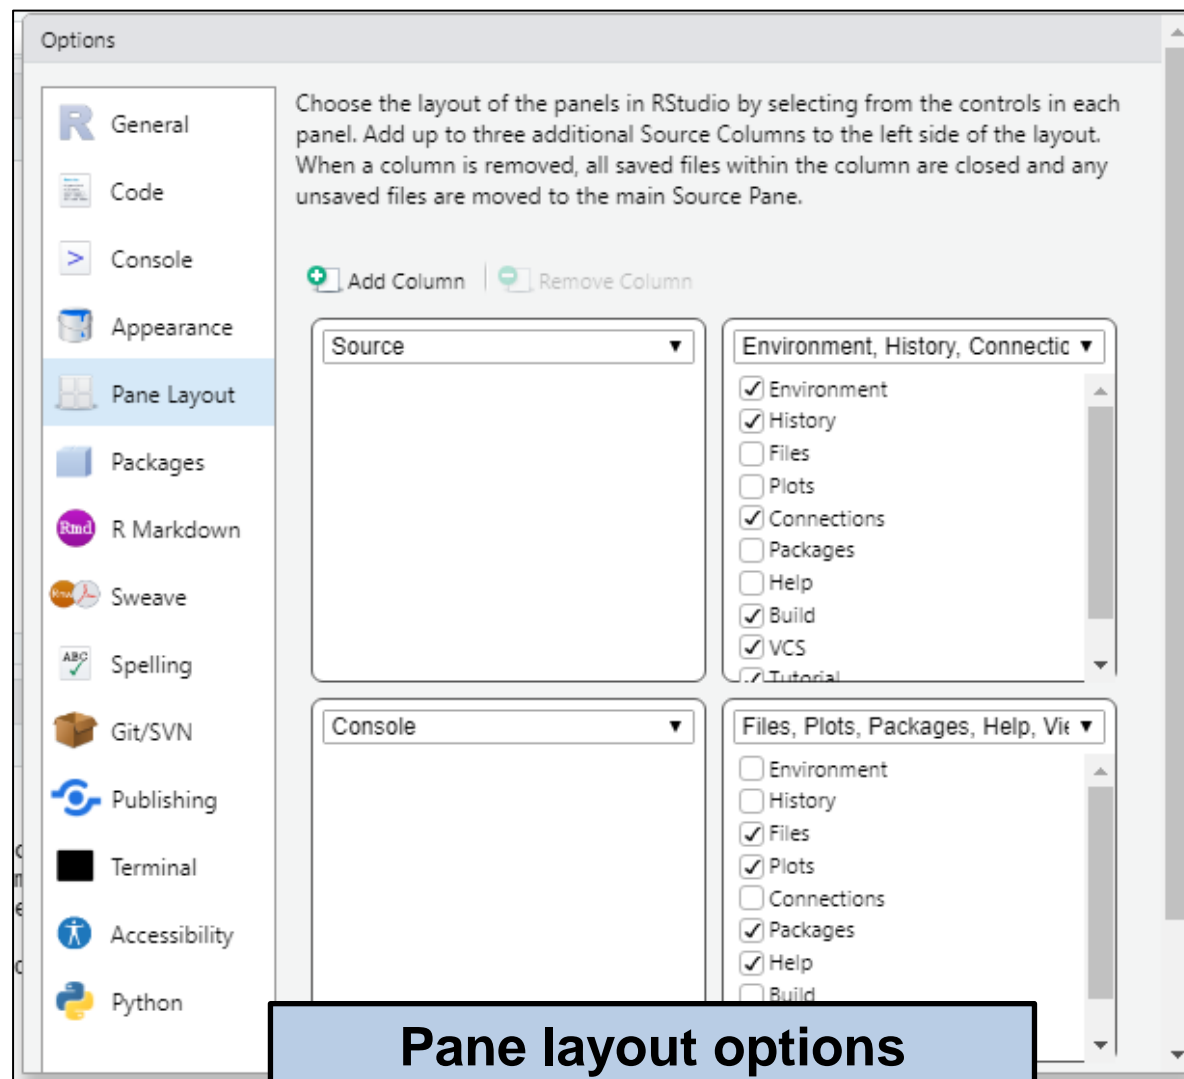 Options
General
Code
Console
Appearance
Pane Layout
Packages
Rmd R Markdown
Sweave
ABC Spelling
Git/SVN
Publishing
Terminal
Accessibility
Python
Choose the layout of the panels in RStudio by selecting from the controls in each
panel. Add up to three additional Source Columns to the left side of the layout.
When a column is removed, all saved files within the column are closed and any
unsaved files are moved to the main Source Pane.
Add Column Remove Column
Source
Environment, History, Connectic
Environment
History
Files
Plots
Connections
Packages
Help
Build
VCS
Tutorial
Console
Files, Plots, Packages, Help, Vie
Environment
History
Files
Plots
Connections
Packages
Help
Build
Pane layout options